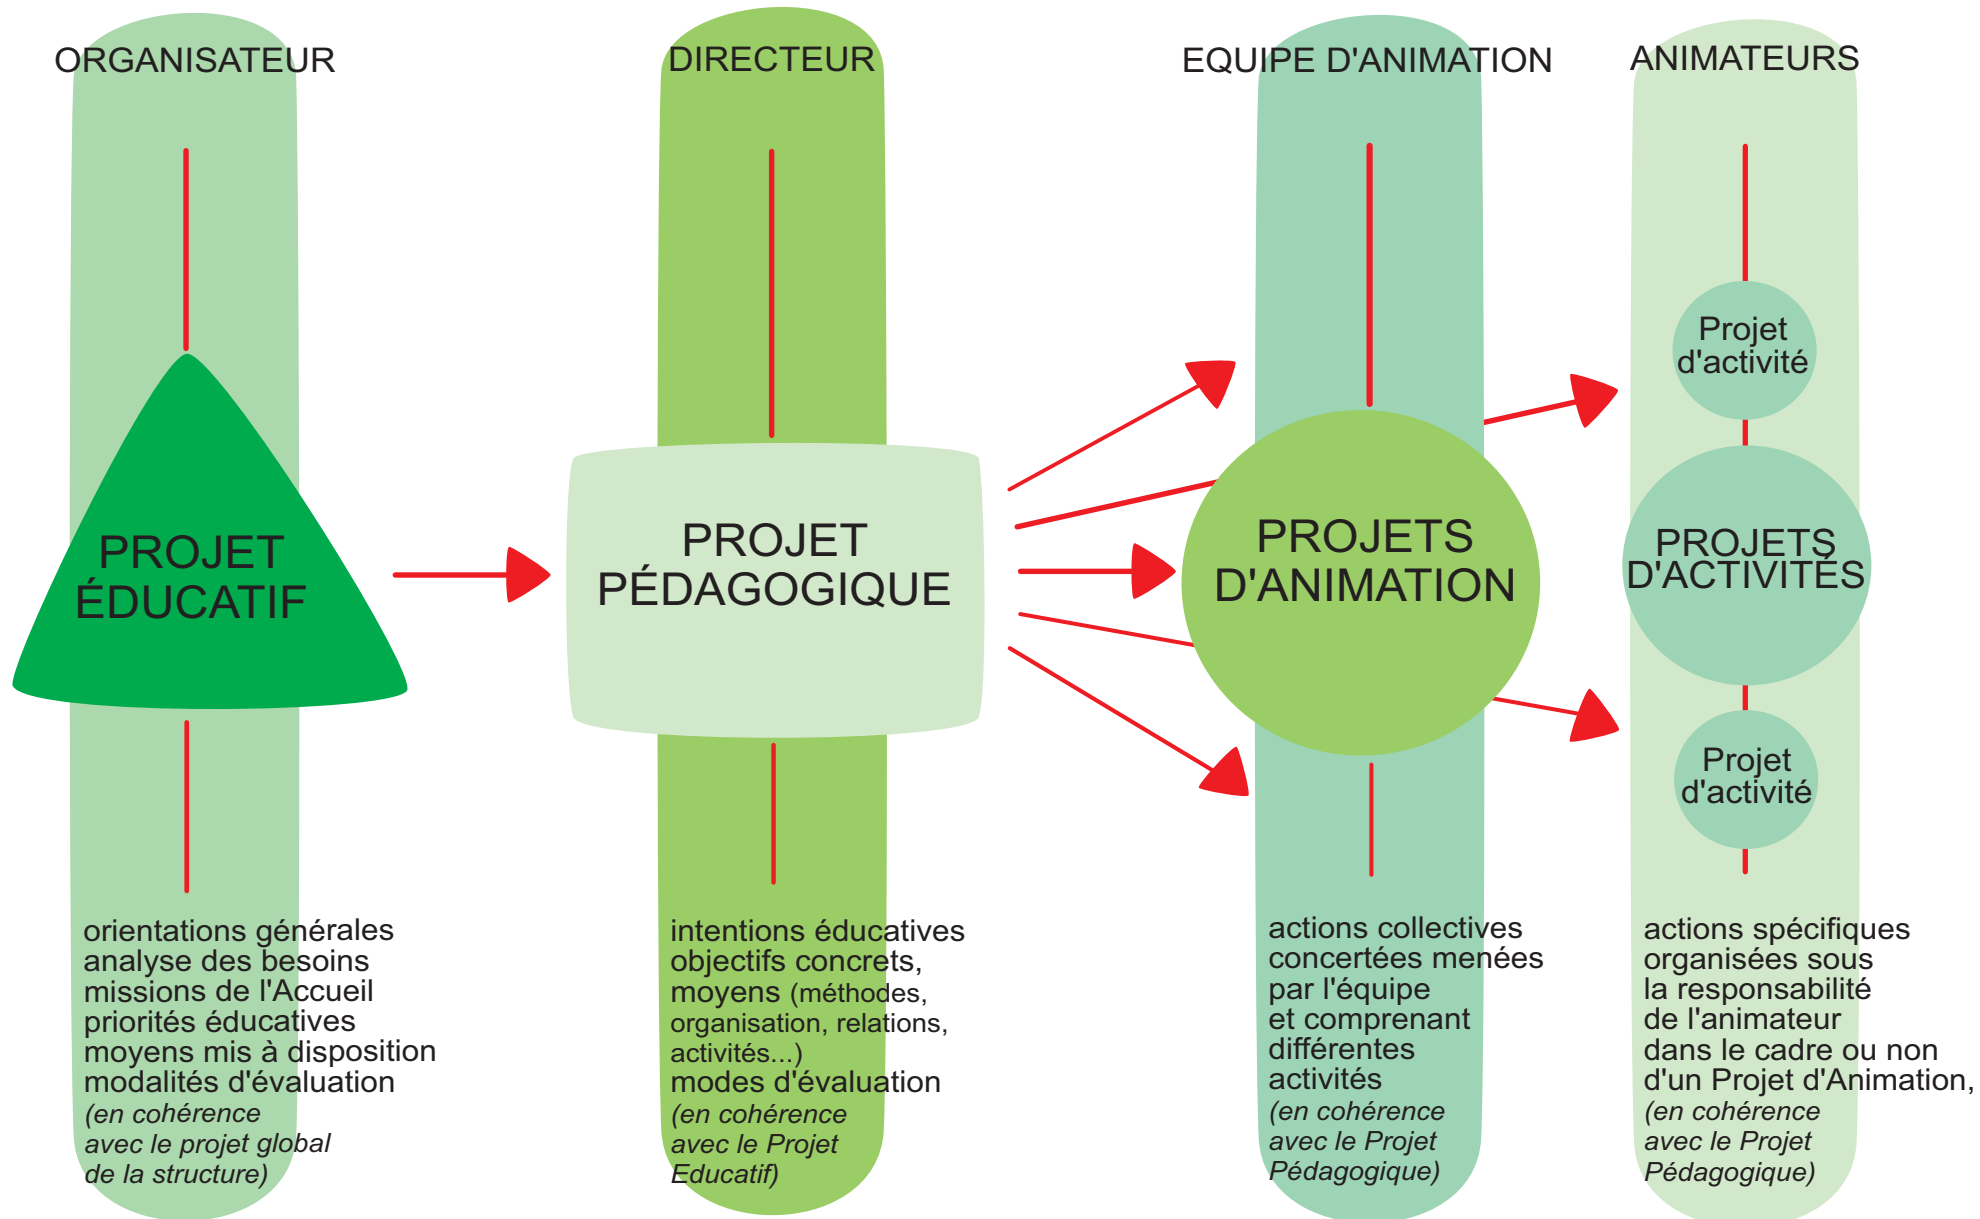 ORGANISATEUR
PROJET
ÉDUCATIF
orientations générales
analyse des besoins
missions de l'Accueil
priorités éducatives
moyens mis à disposition
modalités d'évaluation
(en cohérence
avec le projet global
de la structure)
DIRECTEUR
PROJET
PÉDAGOGIQUE
intentions éducatives
objectifs concrets,
moyens (méthodes,
organisation, relations,
activités...)
modes d'évaluation
(en cohérence
avec le Projet
Educatif)
EQUIPE D'ANIMATION
PROJETS
D'ANIMATION
actions collectives
concertées menées
par l'équipe
et comprenant
différentes
activités
(en cohérence
avec le Projet
Pédagogique)
ANIMATEURS
Projet
d'activité
PROJETS
D'ACTIVITÉS
Projet
d'activité
actions spécifiques
organisées sous
la responsabilité
de l'animateur
dans le cadre ou non
d'un Projet d'Animation,
(en cohérence
avec le Projet
Pédagogique)